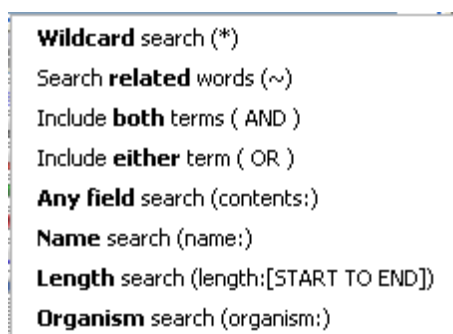 Wildcard search (*)
Search related words (~)
Include both terms ( AND )
Include either term ( OR )
Any field search (contents:)
Name search (name:)
Length search (length:[START TO END])
Organism search (organism:)